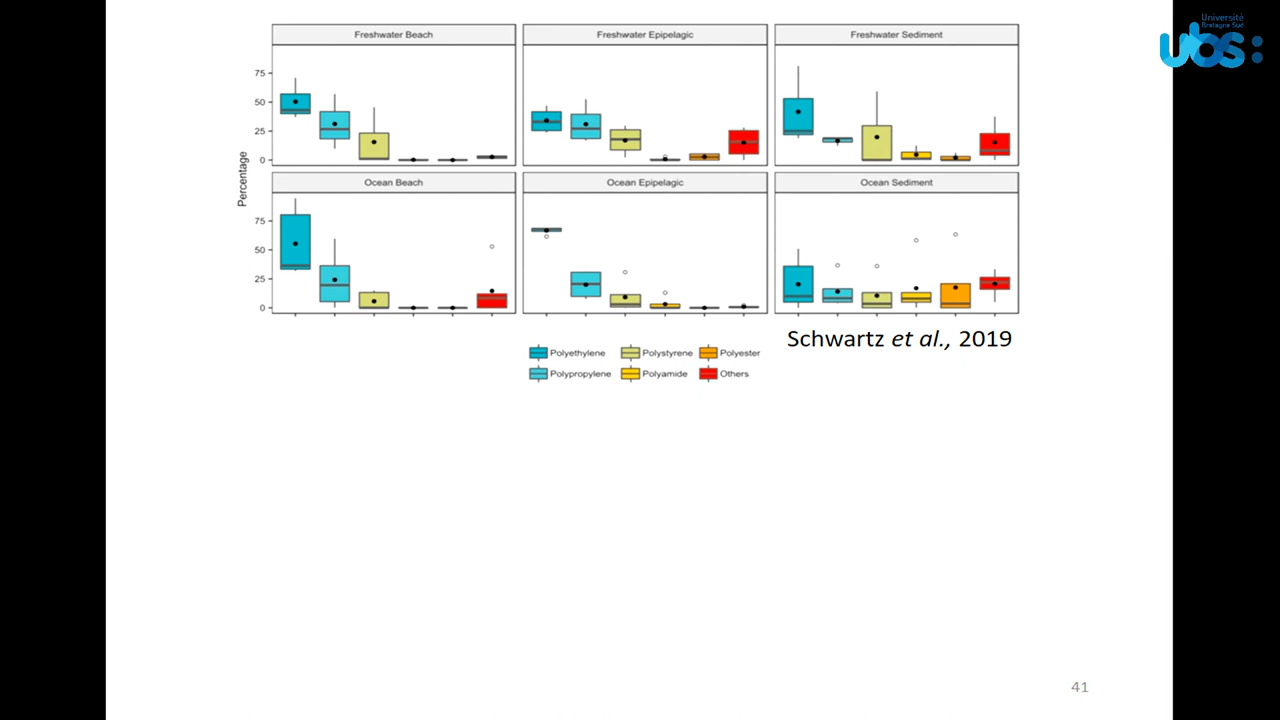 Université
Bretagne Sud
ubs:
Freshwater Beach
Freshwater Epipelagic
Freshwater Sediment
75
50
25
0
Percentage
Ocean Beach
Ocean Epipelagic
Ocean Sediment
75
50
25
0
Schwartz et al., 2019
Polyethylene
Polystyrene
Polyester
Polypropylene
Polyamide
Others
41